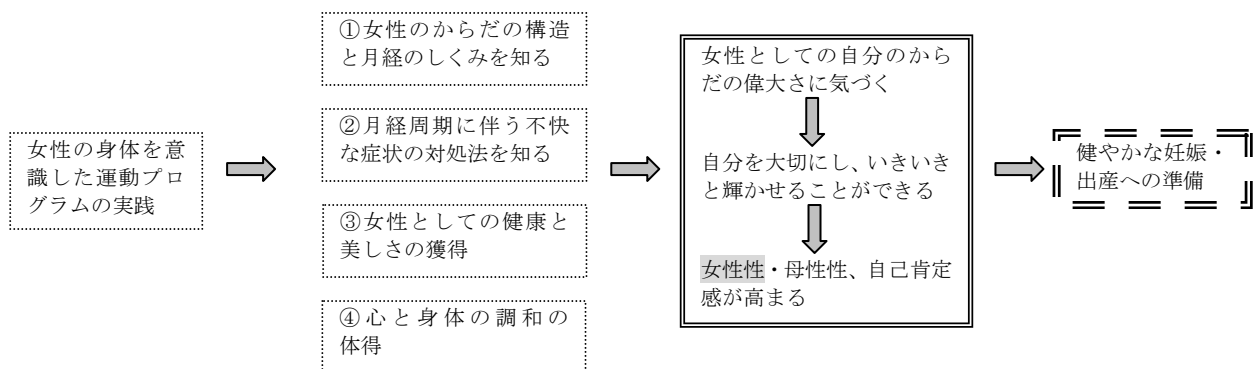 女性の身体を意
識した運動プロ
グラムの実践
①女性のからだの構造
と月経のしくみを知る
②月経周期に伴う不快
な症状の対処法を知る
③女性としての健康と
美しさの獲得
④心と身体の調和の
体得
女性としての自分のから
だの偉大さに気づく
自分を大切にし、いきいき
と輝かせることができる
女性性・母性性、自己肯定
感が高まる
健やかな妊娠・
出産への準備